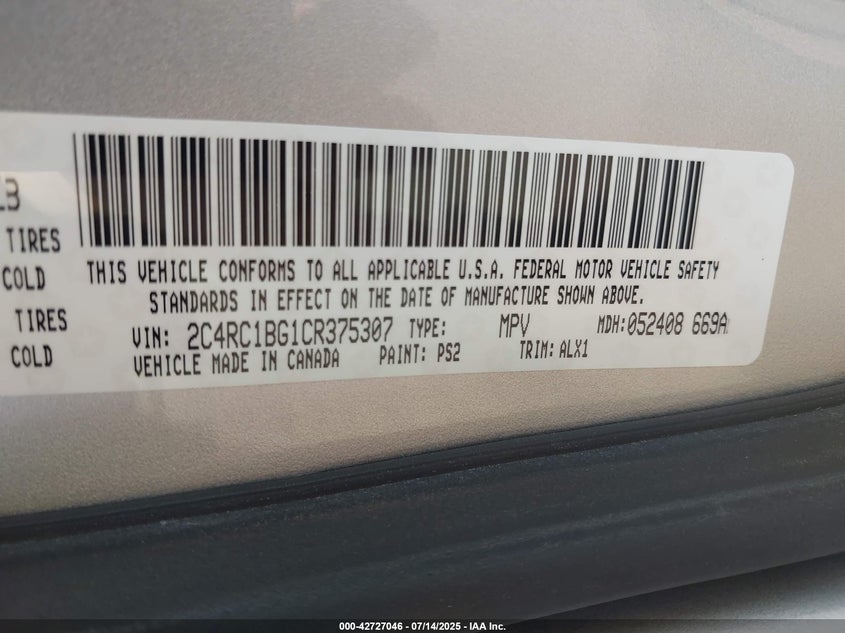 13
TIRES
COLD
TIRES
COLD
THIS VEHICLE CONFORMS TO ALL APPLICABLE U.S.A. FEDERAL MOTOR VEHICLE SAFETY
STANDARDS IN EFFECT ON THE DATE OF MANUFACTURE SHOWN ABOVE.
VIN: 2C4RC1BG1CR375307 TYPE: MPV MDH:052408 669A
VEHICLE MADE IN CANADA PAINT: PS2 TRIM: ALX1
000-42727046 - 07/14/2025 - IAA Inc.